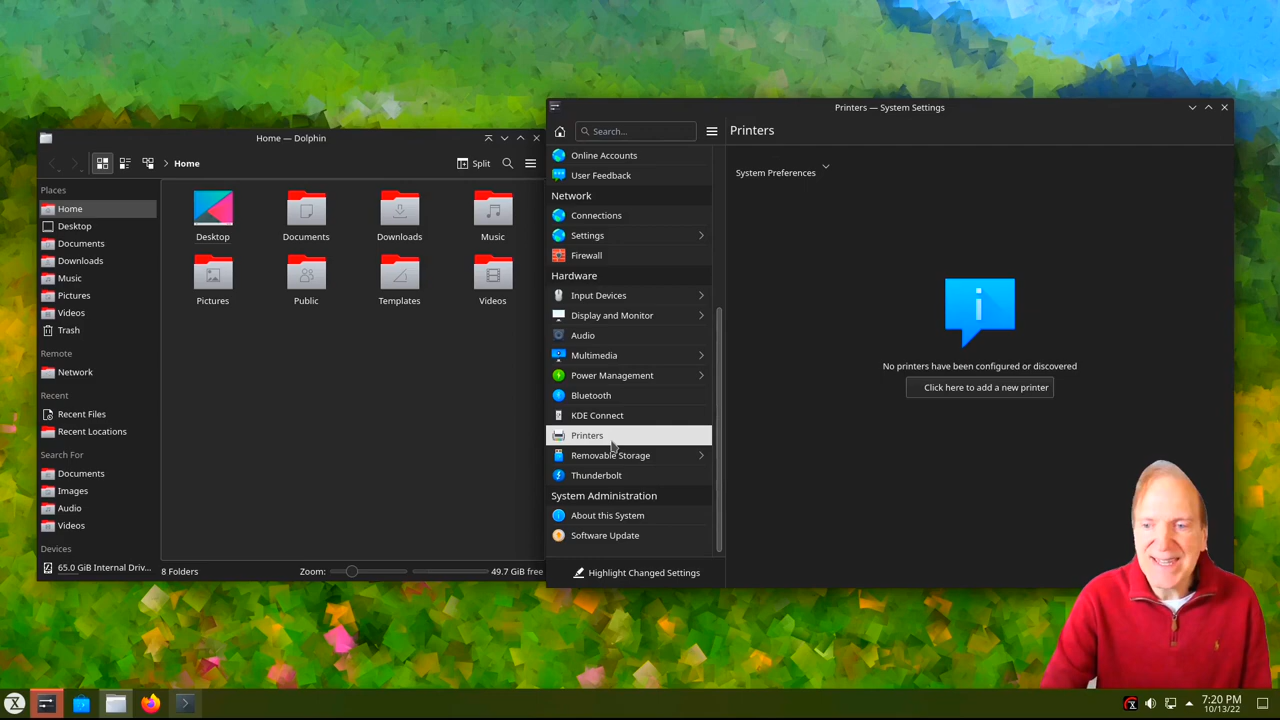 Home — Dolphin
Home
Split
Places
Home
Desktop
Documents
Downloads
Music
Pictures
Videos
Trash
Remote
Network
Recent
Recent Files
Recent Locations
Search For
Documents
Images
Audio
Videos
Devices
65.0 GiB Internal Driv...
Desktop
Documents
Downloads
Music
Pictures
Public
Templates
Videos
8 Folders
Zoom:
49.7 GiB free
Printers — System Settings
Search...
Printers
Online Accounts
User Feedback
Network
Connections
Settings
Firewall
Hardware
Input Devices
Display and Monitor
Audio
Multimedia
Power Management
Bluetooth
KDE Connect
Printers
Removable Storage
Thunderbolt
System Administration
About this System
Software Update
Highlight Changed Settings
System Preferences
No printers have been configured or discovered
Click here to add a new printer
7:20 PM
10/13/22